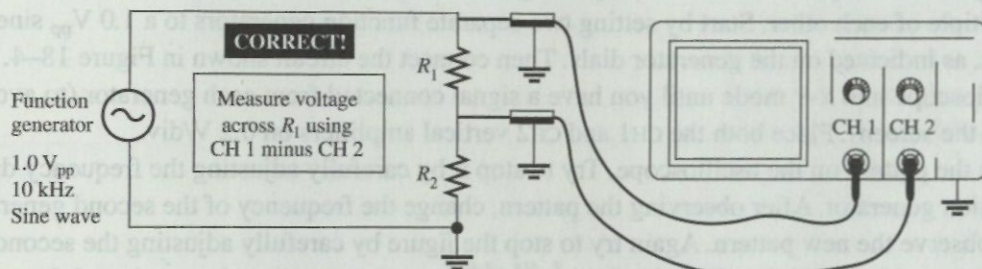 CORRECT!
Measure voltage
across R₁ using
CH 1 minus CH 2
Function
generator
1.0 Vpp
10 kHz
Sine wave
R₁
R₂
CH 1 CH 2